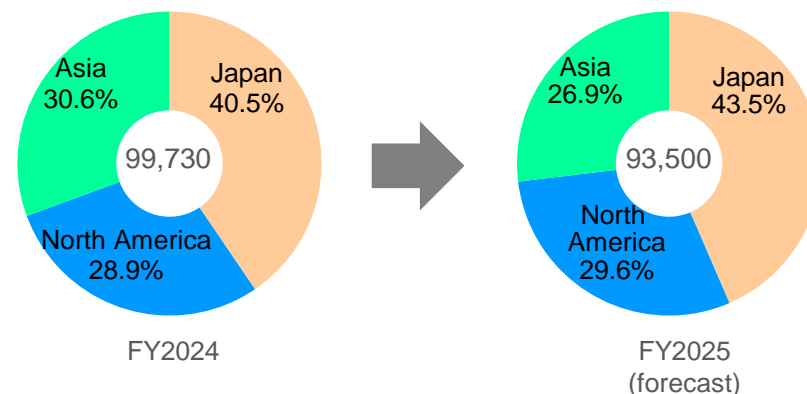 Asia
30.6%
Japan
40.5%
99,730
North America
28.9%
FY2024
Asia
26.9%
Japan
43.5%
93,500
North
America
29.6%
FY2025
(forecast)